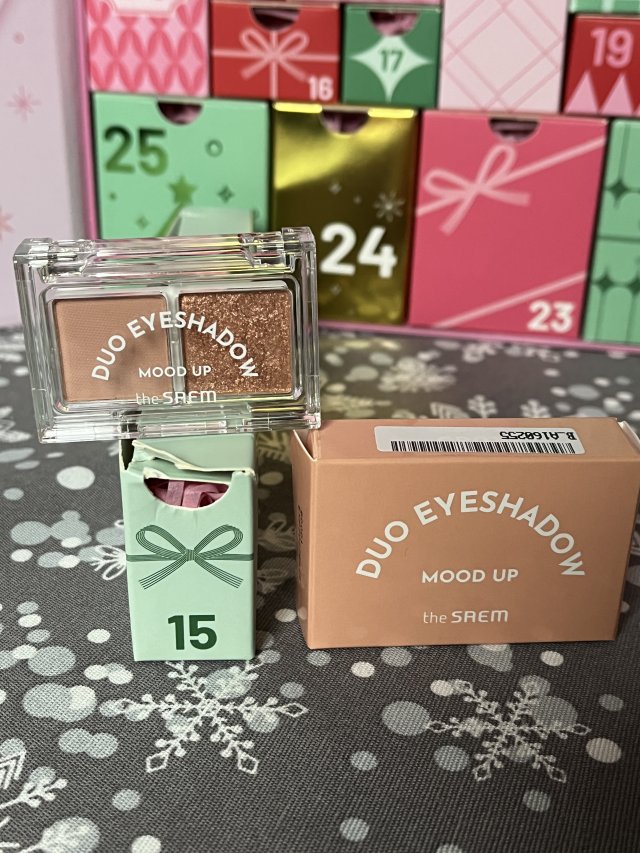 16
17
19
25
24
23
DUO EYESHADOW
MOOD UP
the SAEM
B_A160255
DUO EYESHADOW
MOOD UP
the SAEM
15